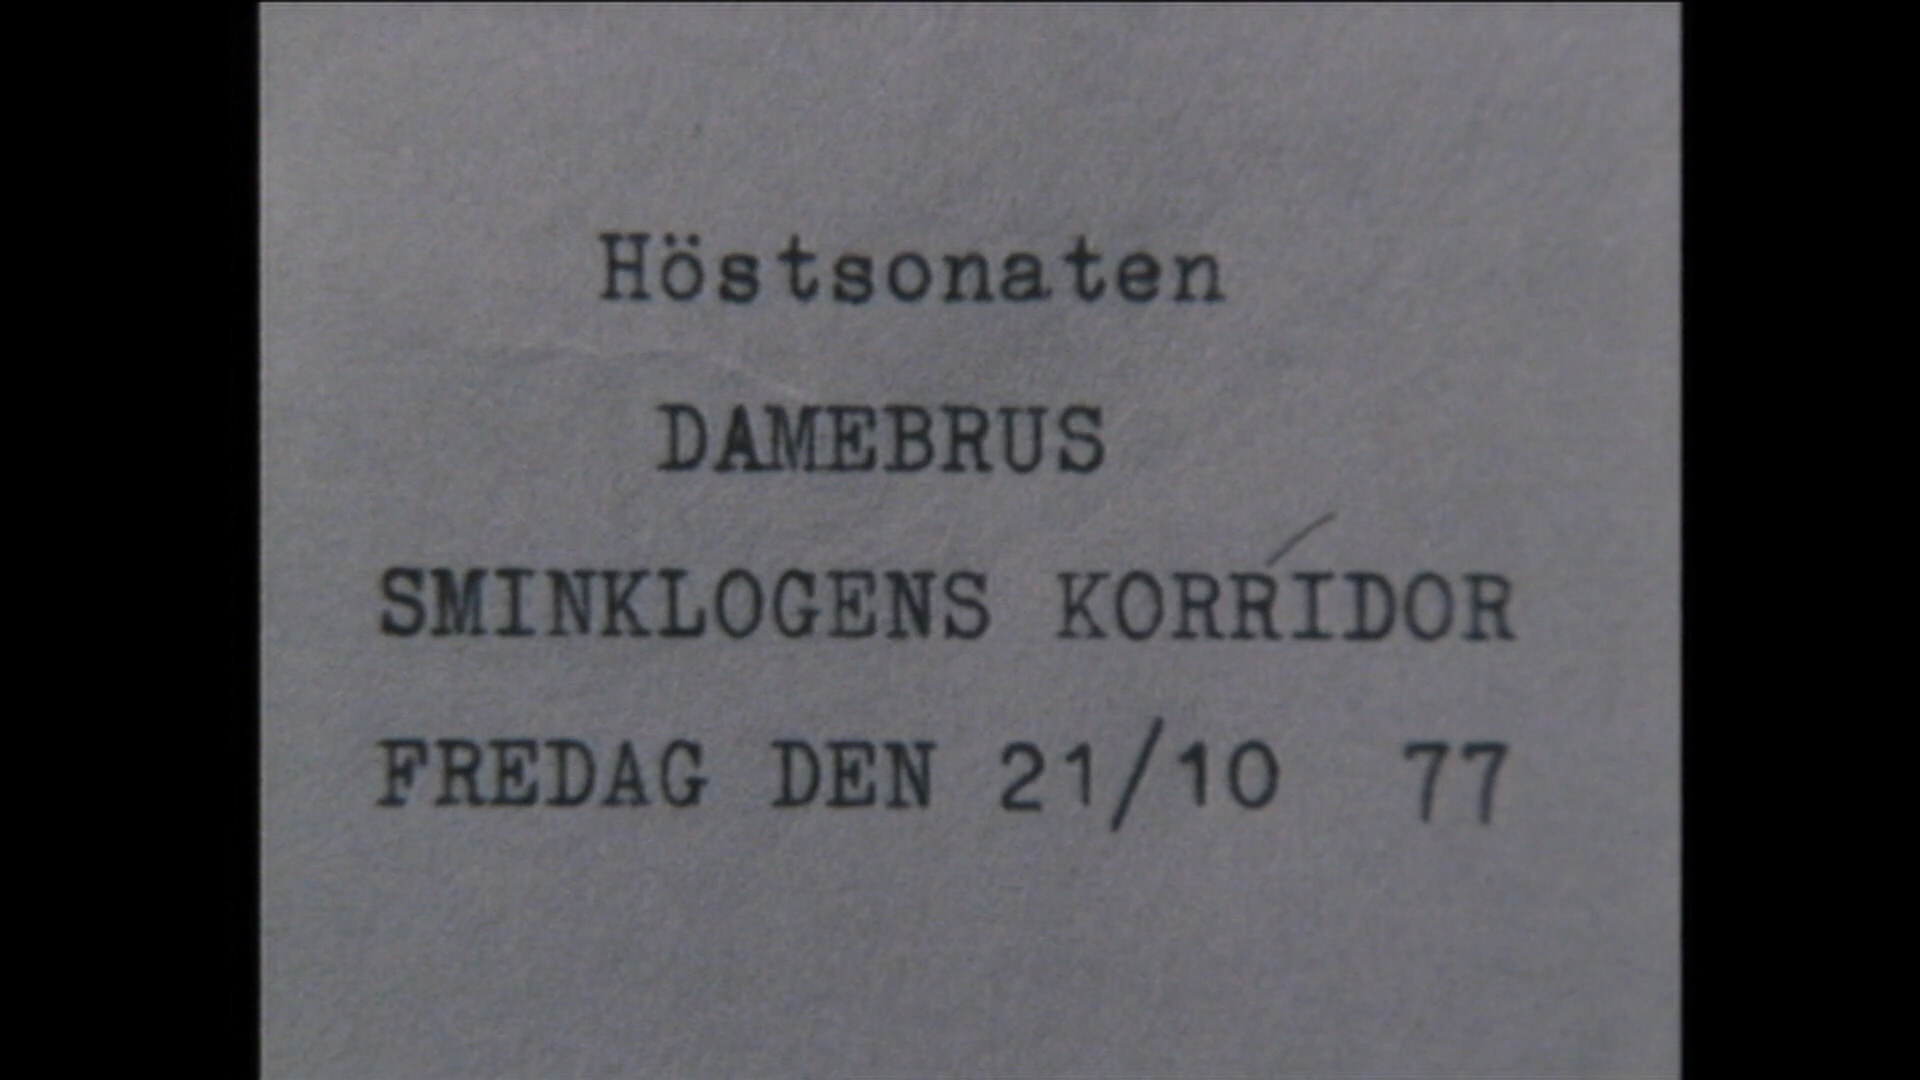 Höstsonaten
DAMEBRUS
SMINKLOGENS KORRIDOR
FREDAG DEN 21/10 77